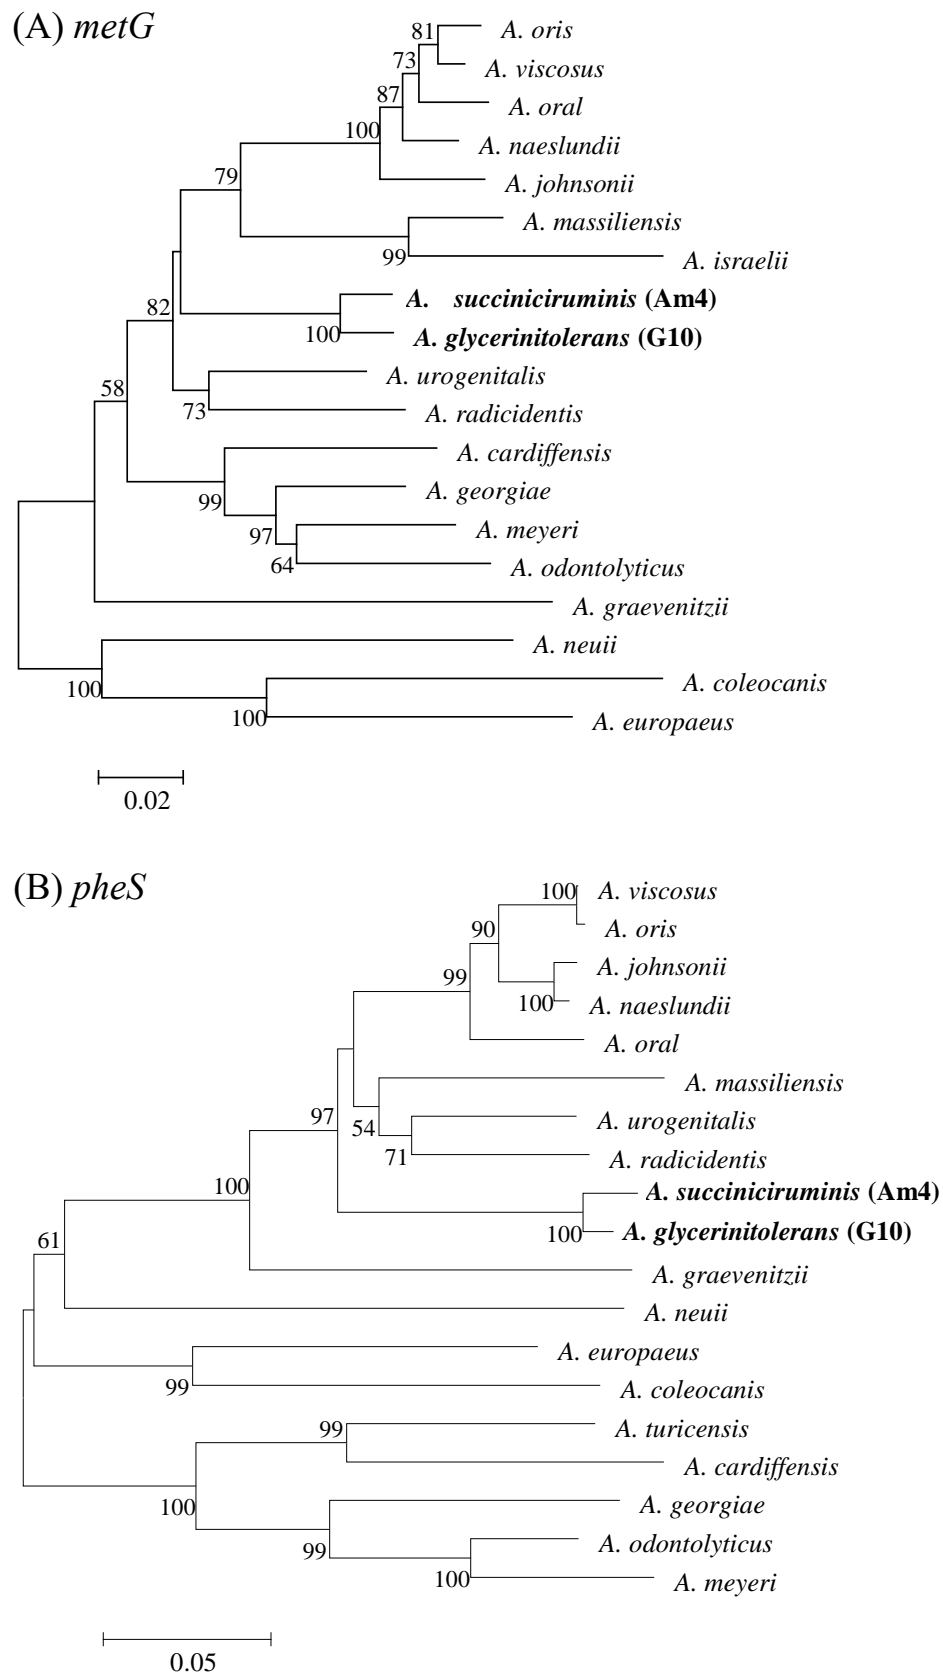 (A) metG
81
A. oris
73
A. viscosus
87
A. oral
100
A. naeslundii
79
A. johnsonii
A. massiliensis
99
A. israelii
82
A. succiniciruminis (Am4)
100
A. glycerinitolerans (G10)
58
A. urogenitalis
73
A. radicidentis
A. cardiffensis
99
A. georgiae
97
A. meyeri
64
A. odontolyticus
A. graevenitzii
A. neuii
100
A. coleocanis
100
A. europaeus
0.02
(B) pheS
100
A. viscosus
90
A. oris
99
A. johnsonii
100
A. naeslundii
A. oral
A. massiliensis
97
54
A. urogenitalis
71
A. radicidentis
100
A. succiniciruminis (Am4)
100
A. glycerinitolerans (G10)
61
A. graevenitzii
A. neuii
A. europaeus
99
A. coleocanis
99
A. turicensis
A. cardiffensis
100
A. georgiae
99
A. odontolyticus
100
A. meyeri
0.05